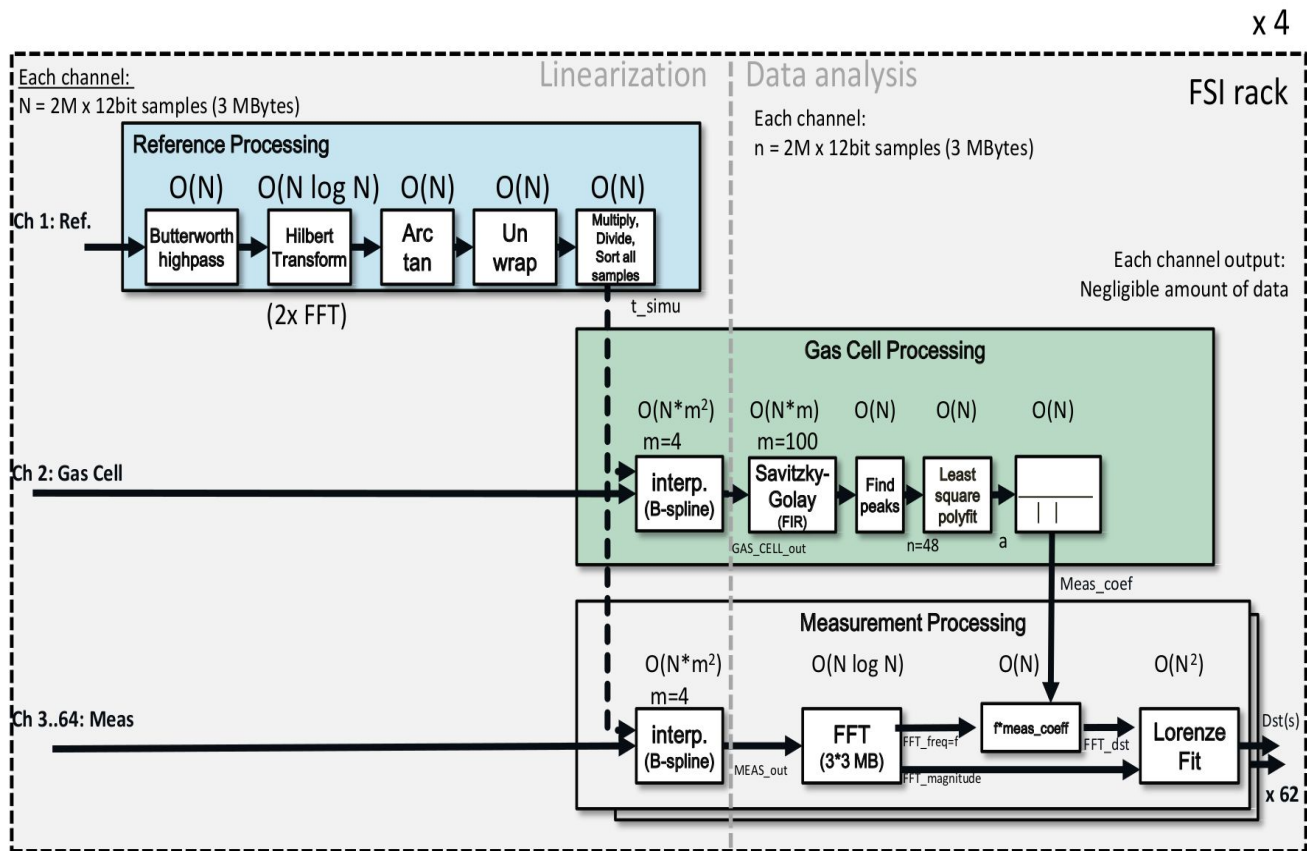 x 4
Each channel:
N = 2M x 12bit samples (3 MBytes)
Linearization
Data analysis
FSI rack
Each channel:
n = 2M x 12bit samples (3 MBytes)
Reference Processing
O(N)
O(N log N)
O(N)
O(N)
O(N)
Ch 1: Ref.
Butterworth
highpass
Hilbert
Transform
Arc
tan
Un
wrap
Multiply,
Divide,
Sort all
samples
(2x FFT)
t_simu
Each channel output:
Negligible amount of data
Gas Cell Processing
O(N*m²)
m=4
O(N*m)
m=100
O(N)
O(N)
O(N)
Ch 2: Gas Cell
interp.
(B-spline)
Savitzky-
Golay
(FIR)
Find
peaks
Least
square
polyfit
GAS_CELL_out
n=48
a
Meas_coef
Measurement Processing
O(N*m²)
m=4
O(N log N)
O(N)
O(N²)
Ch 3..64: Meas
interp.
(B-spline)
MEAS_out
FFT
(3*3 MB)
FFT_freq=f
FFT_magnitude
f*meas_coeff
FFT_dst
Lorenze
Fit
Dst(s)
x 62